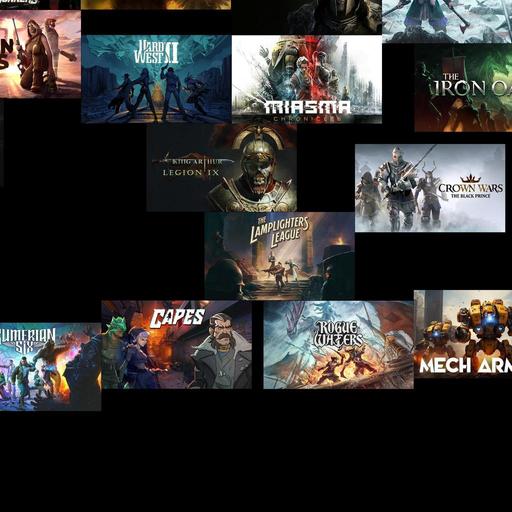 HARD
WEST II
MIASMA
CHRONICLES
THE
IRON OA
KING ARTHUR
LEGION IX
CROWN WARS
THE BLACK PRINCE
THE
LAMPLIGHTERS
LEAGUE
UMERIAN
SIX
CAPES
ROGUE
WATERS
MECH ARM